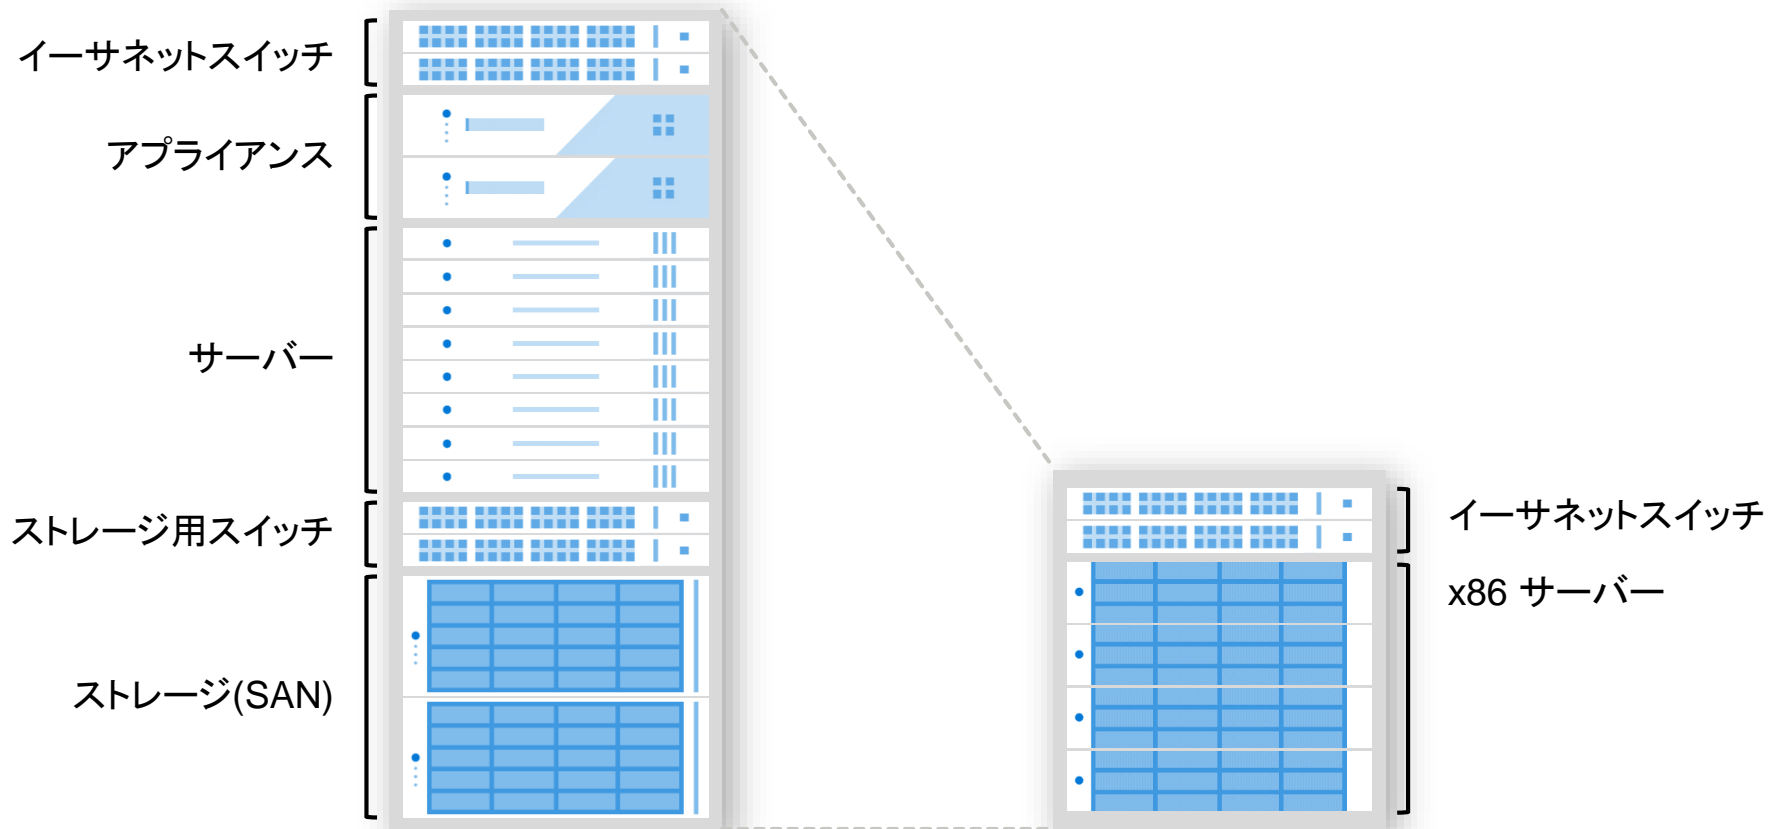 イーサネットスイッチ
アプライアンス
サーバー
ストレージ用スイッチ
ストレージ(SAN)
イーサネットスイッチ
x86 サーバー